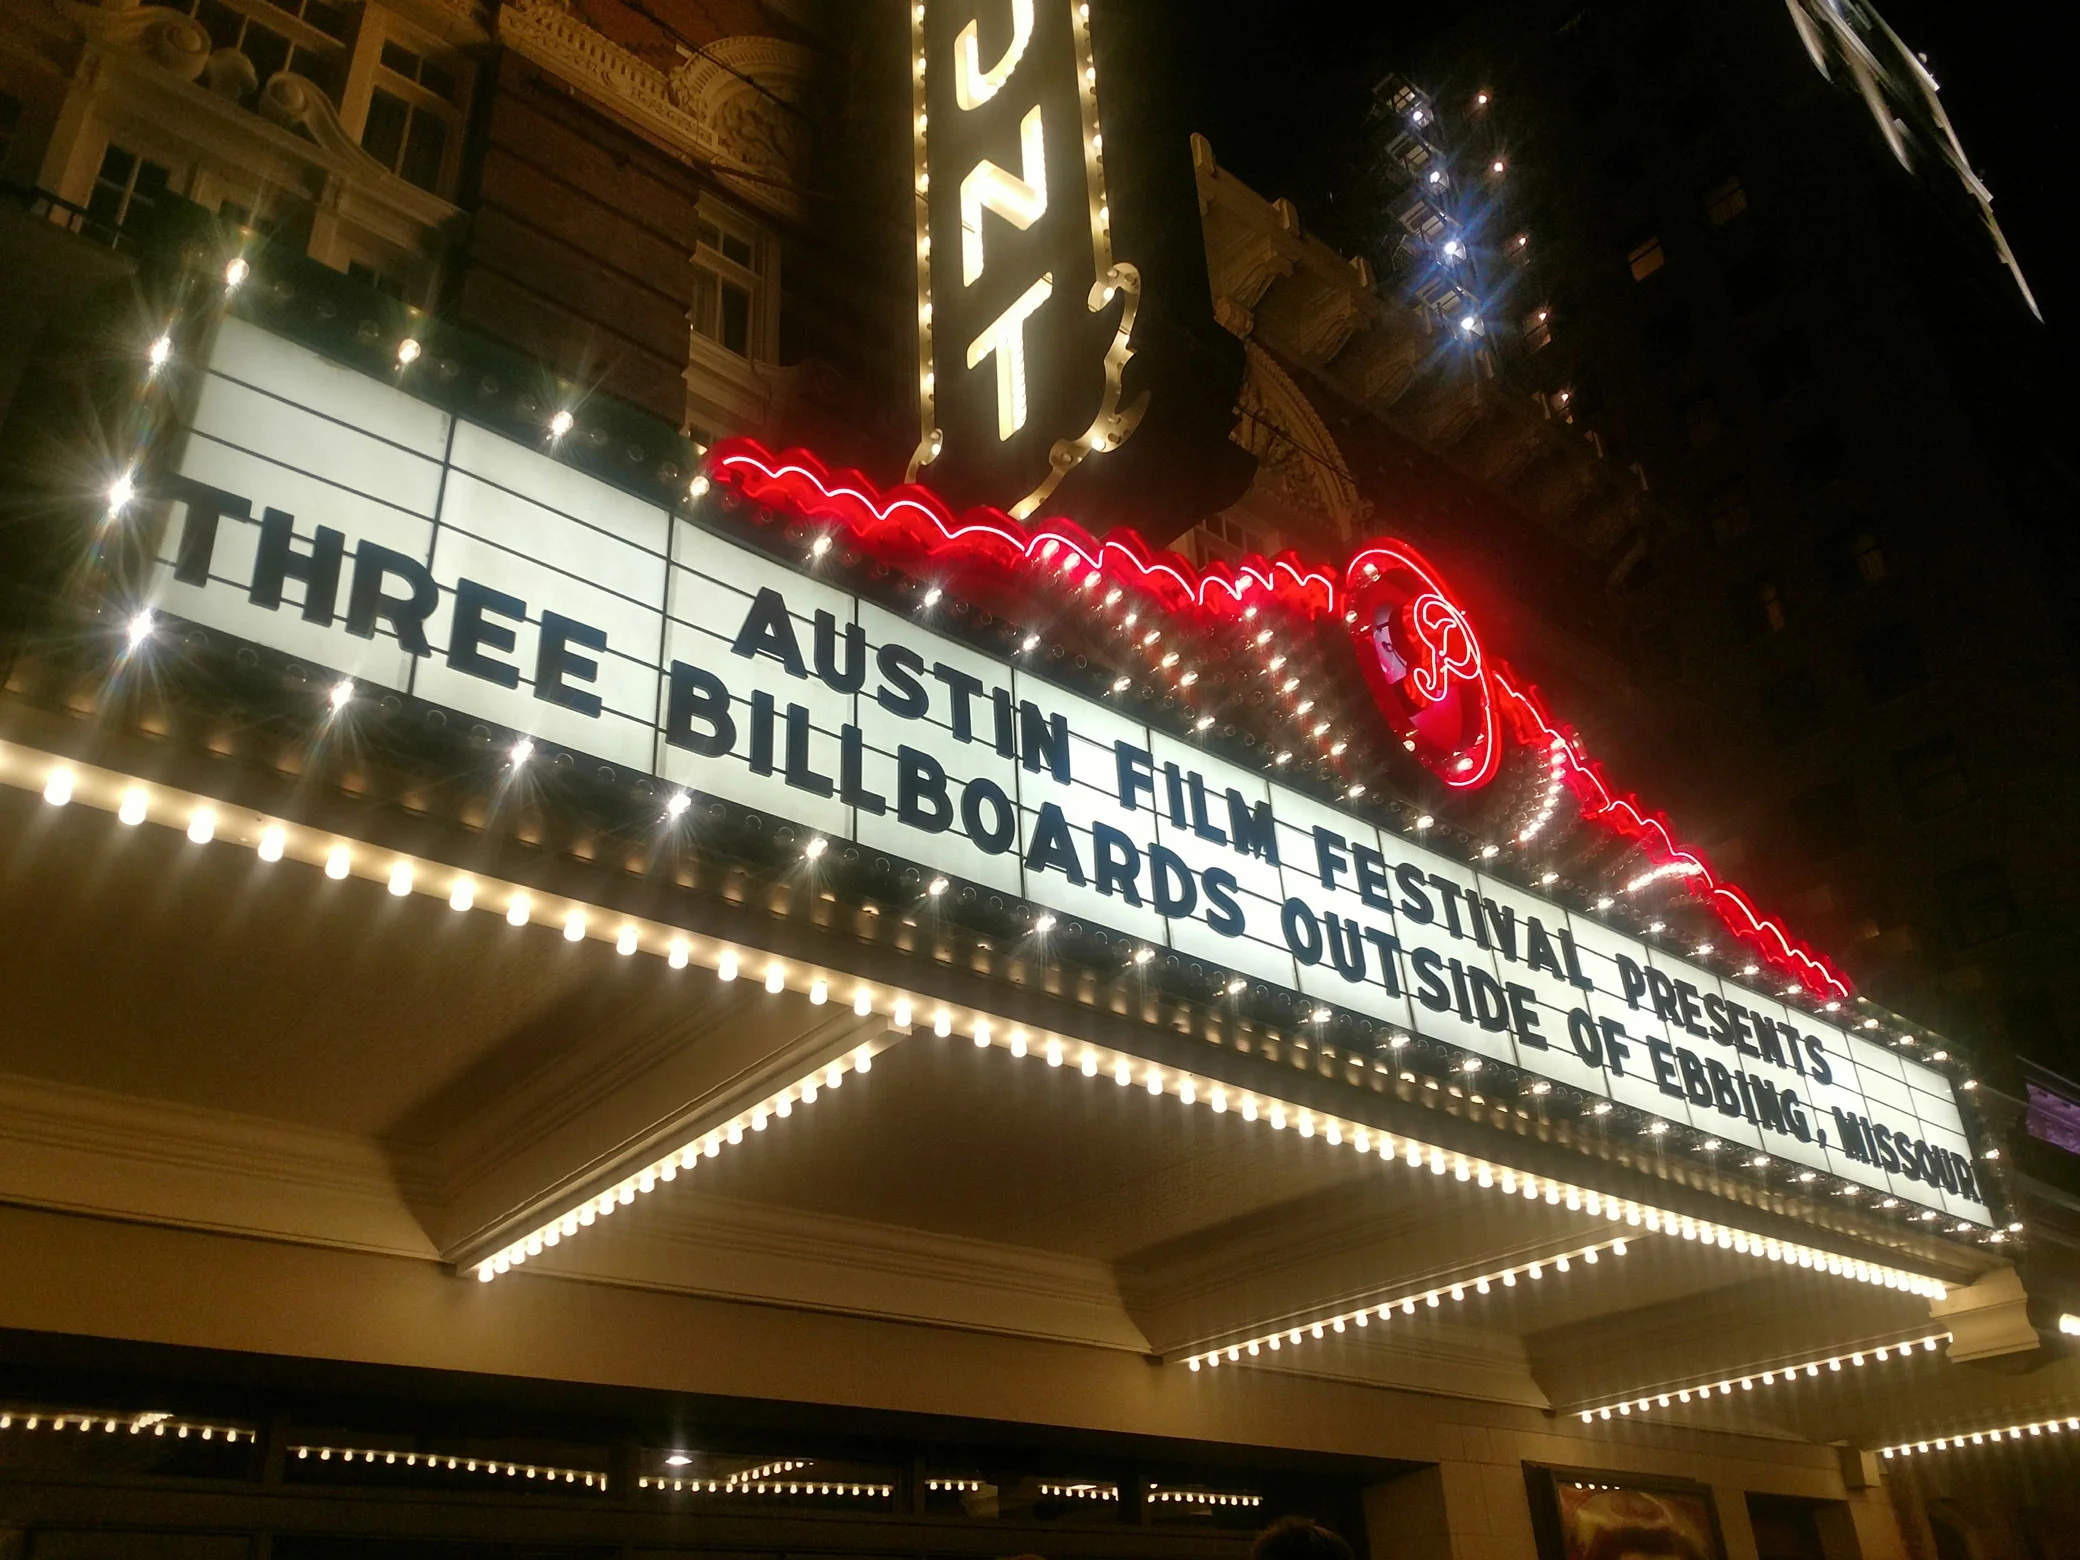 UNT
P
AUSTIN FILM FESTIVAL PRESENTS
THREE BILLBOARDS OUTSIDE OF EBBING, MISSOURI